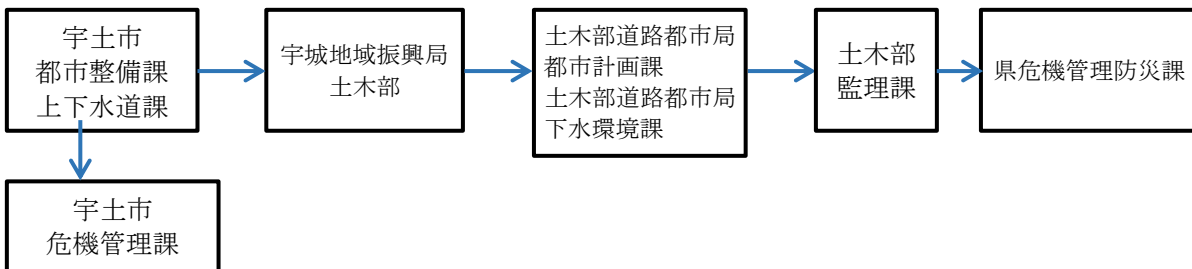 宇土市
都市整備課
上下水道課
宇城地域振興局
土木部
土木部道路都市局
都市計画課
土木部道路都市局
下水環境課
土木部
監理課
県危機管理防災課
宇土市
危機管理課